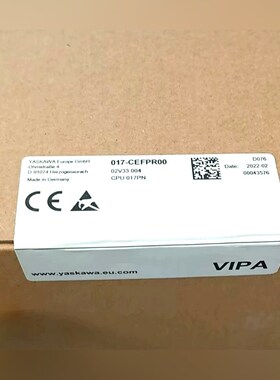 YASKAWA Europe GmbH
Ohmstraße 4
D-91074 Herzogenaurach
Made in Germany
017-CEFPR00
02V33.004
CPU 017PN
D076
Date: 2022-02
00043576
CE
www.yaskawa.eu.com
VIPA